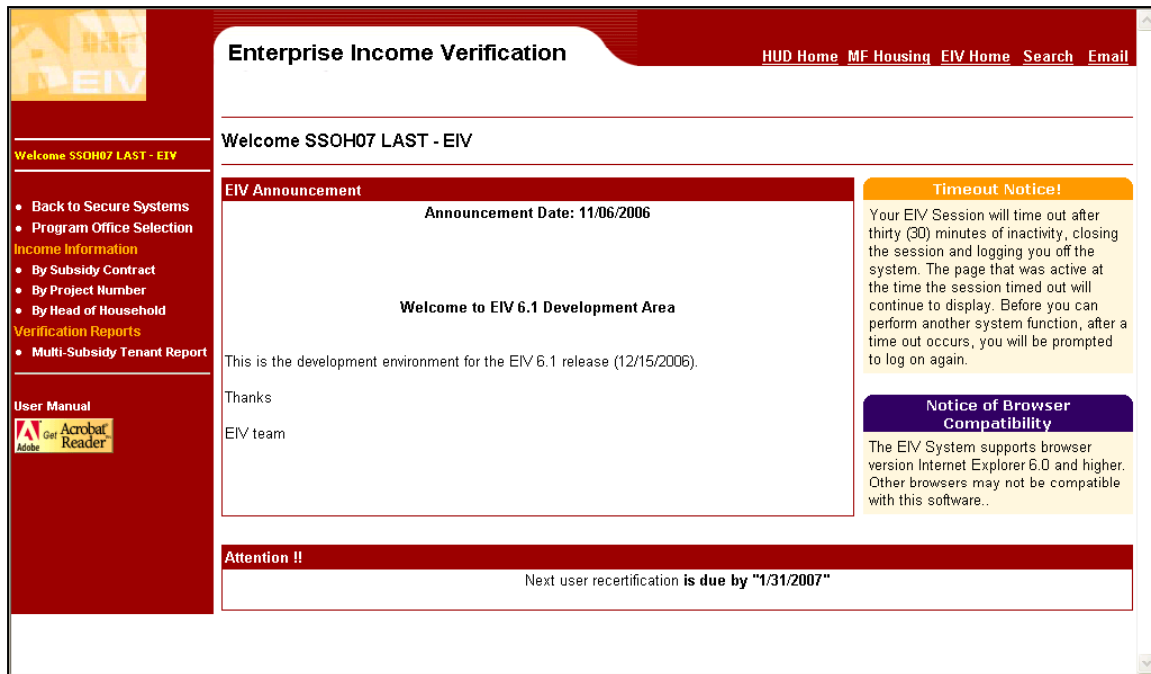 EIV
Enterprise Income Verification
HUD Home MF Housing EIV Home Search Email
Welcome SSOH07 LAST - EIV
Back to Secure Systems
Program Office Selection
Income Information
By Subsidy Contract
By Project Number
By Head of Household
Verification Reports
Multi-Subsidy Tenant Report
User Manual
Adobe
Get Acrobat
Reader
Welcome SSOH07 LAST - EIV
EIV Announcement
Announcement Date: 11/06/2006
Welcome to EIV 6.1 Development Area
This is the development environment for the EIV 6.1 release (12/15/2006).
Thanks
EIV team
Timeout Notice!
Your EIV Session will time out after
thirty (30) minutes of inactivity, closing
the session and logging you off the
system. The page that was active at
the time the session timed out will
continue to display. Before you can
perform another system function, after a
time out occurs, you will be prompted
to log on again.
Notice of Browser
Compatibility
The EIV System supports browser
version Internet Explorer 6.0 and higher.
Other browsers may not be compatible
with this software..
Attention !!
Next user recertification is due by "1/31/2007"